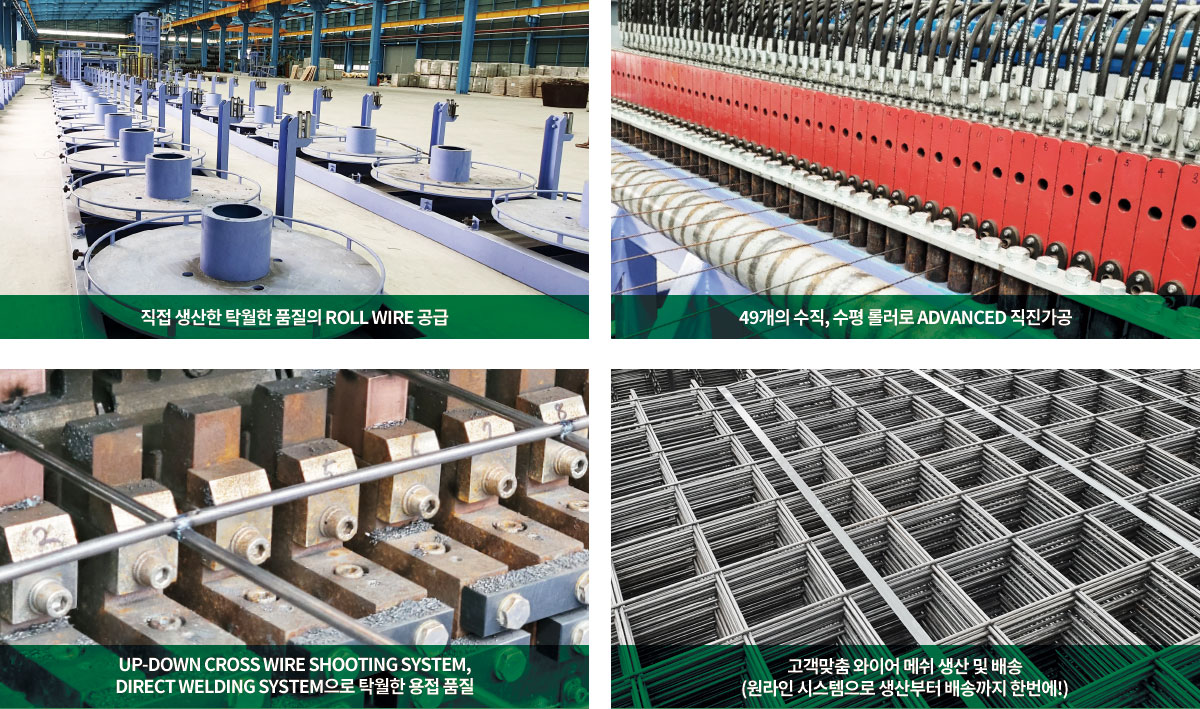 직접 생산한 탁월한 품질의 ROLL WIRE 공급
49개의 수직, 수평 롤러로 ADVANCED 직진가공
UP-DOWN CROSS WIRE SHOOTING SYSTEM,
DIRECT WELDING SYSTEM으로 탁월한 용접 품질
고객맞춤 와이어 메쉬 생산 및 배송
(원라인 시스템으로 생산부터 배송까지 한번에!)